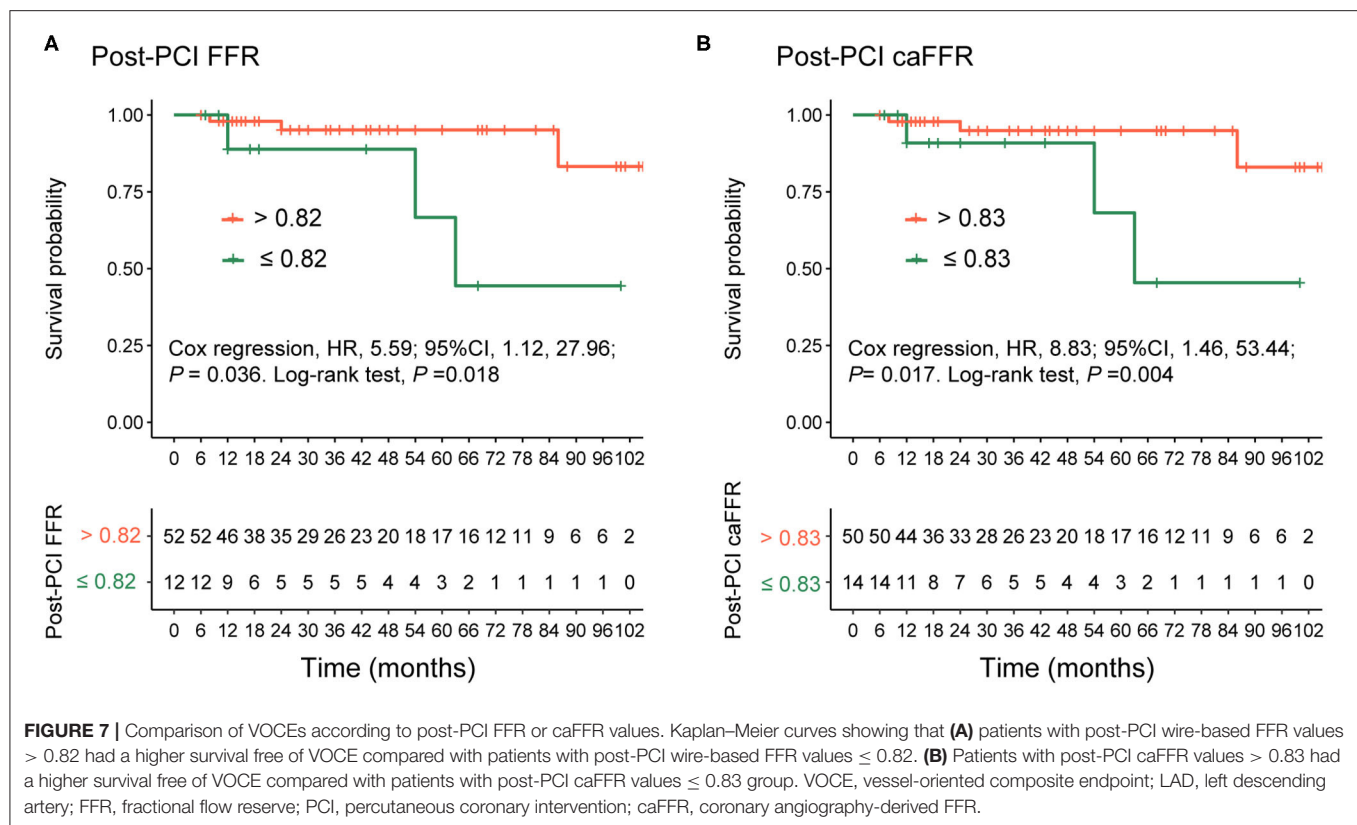 A
Post-PCI FFR
1.00
0.75
0.50
0.25
0.00
Survival probability
> 0.82
≤ 0.82
Cox regression, HR, 5.59; 95%CI, 1.12, 27.96;
P = 0.036. Log-rank test, P =0.018
0 6 12 18 24 30 36 42 48 54 60 66 72 78 84 90 96 102
Post-PCI FFR
> 0.82 52 52 46 38 35 29 26 23 20 18 17 16 12 11 9 6 6 2
≤ 0.82 12 12 9 6 5 5 5 5 4 4 3 2 1 1 1 1 1 0
0 6 12 18 24 30 36 42 48 54 60 66 72 78 84 90 96 102
Time (months)
B
Post-PCI caFFR
1.00
0.75
0.50
0.25
0.00
Survival probability
> 0.83
≤ 0.83
Cox regression, HR, 8.83; 95%CI, 1.46, 53.44;
P= 0.017. Log-rank test, P =0.004
0 6 12 18 24 30 36 42 48 54 60 66 72 78 84 90 96 102
Post-PCI caFFR
> 0.83 50 50 44 36 33 28 26 23 20 18 17 16 12 11 9 6 6 2
≤ 0.83 14 14 11 8 7 6 5 5 4 4 3 2 1 1 1 1 1 0
0 6 12 18 24 30 36 42 48 54 60 66 72 78 84 90 96 102
Time (months)
FIGURE 7 | Comparison of VOCEs according to post-PCI FFR or caFFR values. Kaplan–Meier curves showing that (A) patients with post-PCI wire-based FFR values
> 0.82 had a higher survival free of VOCE compared with patients with post-PCI wire-based FFR values ≤ 0.82. (B) Patients with post-PCI caFFR values > 0.83 had
a higher survival free of VOCE compared with patients with post-PCI caFFR values ≤ 0.83 group. VOCE, vessel-oriented composite endpoint; LAD, left descending
artery; FFR, fractional flow reserve; PCI, percutaneous coronary intervention; caFFR, coronary angiography-derived FFR.